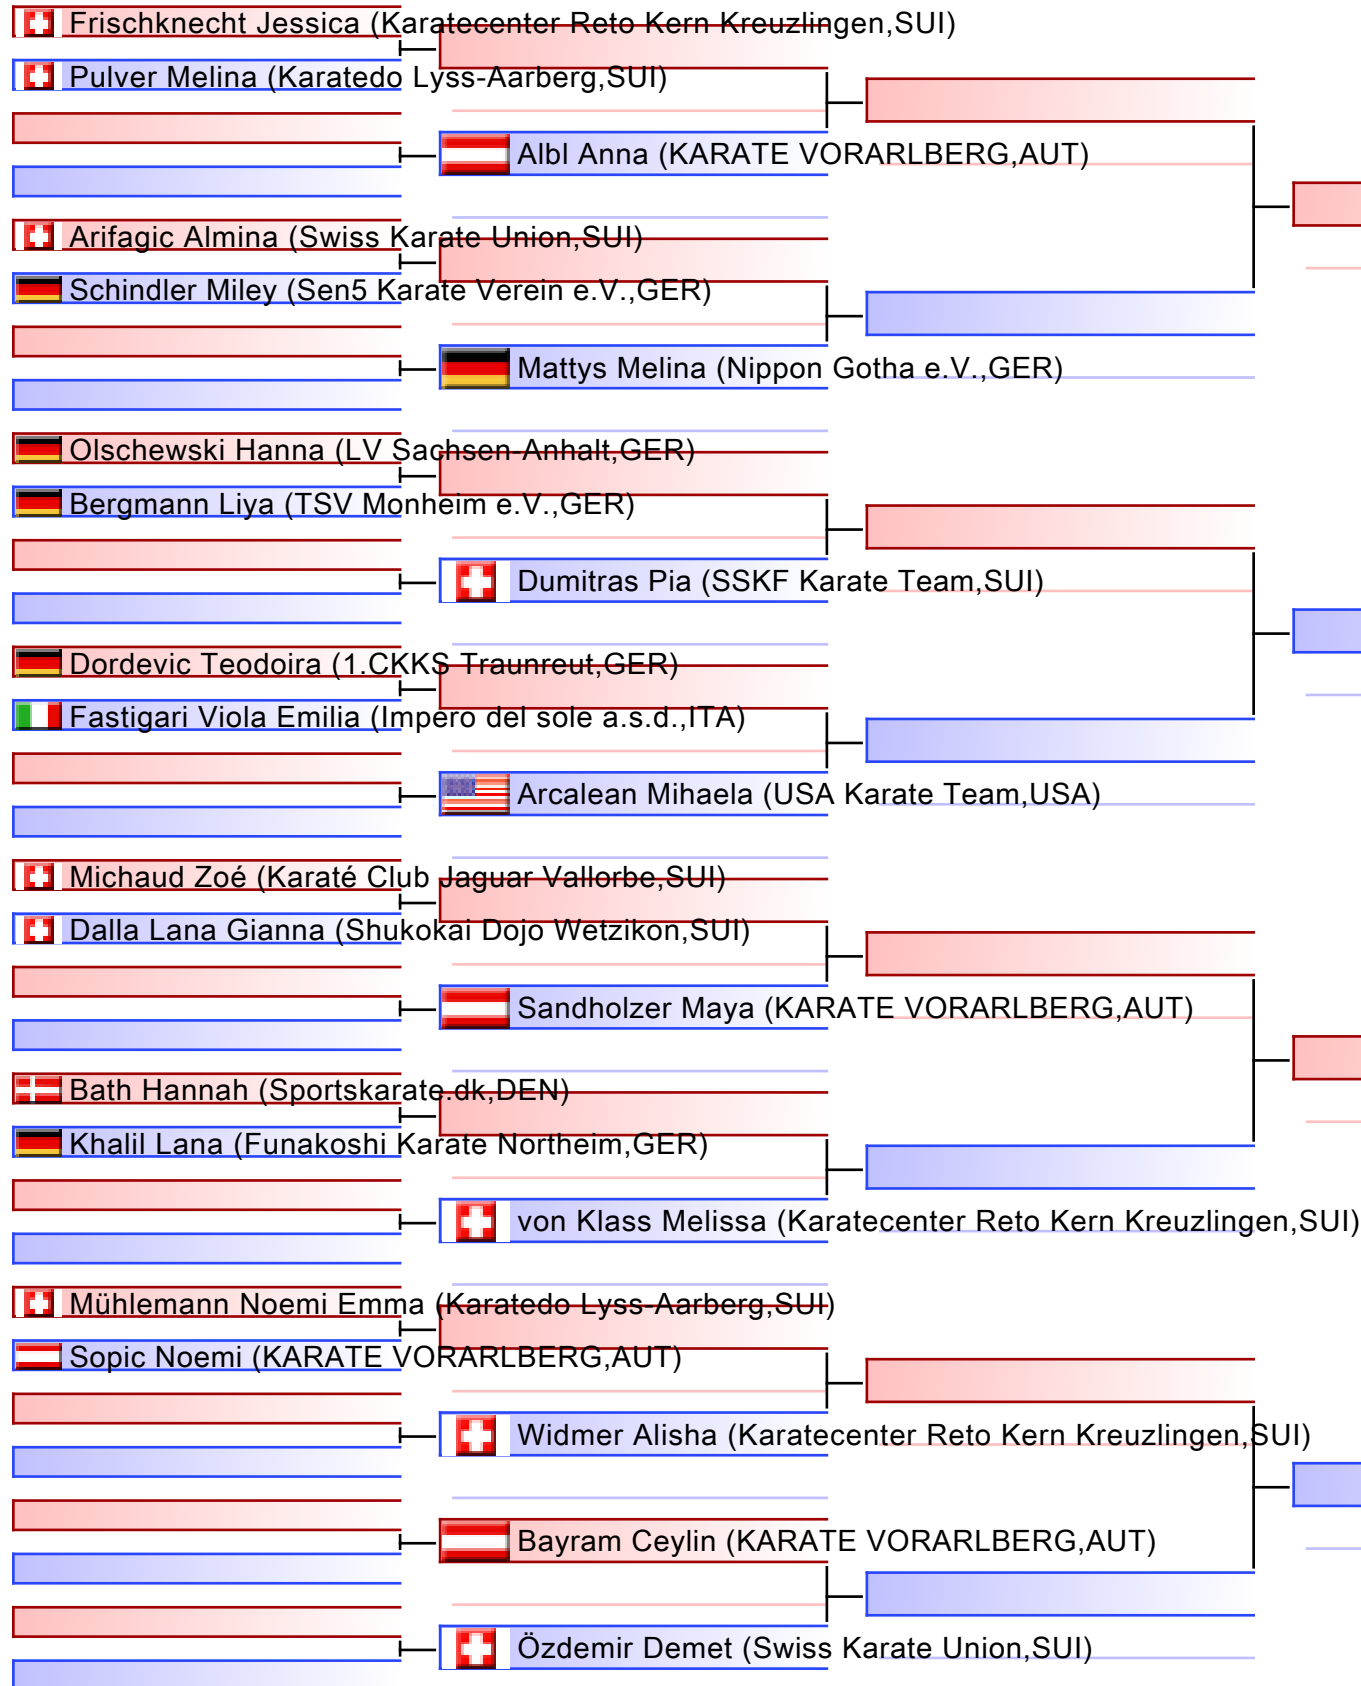 Frischknecht Jessica (Karatecenter Reto Kern Kreuzlingen,SUI)
Pulver Melina (Karatedo Lyss-Aarberg,SUI)
Albl Anna (KARATE VORARLBERG,AUT)
Arifagic Almina (Swiss Karate Union,SUI)
Schindler Miley (Sen5 Karate Verein e.V.,GER)
Mattys Melina (Nippon Gotha e.V.,GER)
Olschewski Hanna (LV Sachsen-Anhalt,GER)
Bergmann Liya (TSV Monheim e.V.,GER)
Dumitras Pia (SSKF Karate Team,SUI)
Dordevic Teodoira (1.CKKS Traunreut,GER)
Fastigari Viola Emilia (Impero del sole a.s.d.,ITA)
Arcalean Mihaela (USA Karate Team,USA)
Michaud Zoé (Karaté Club Jaguar Vallorbe,SUI)
Dalla Lana Gianna (Shukokai Dojo Wetzikon,SUI)
Sandholzer Maya (KARATE VORARLBERG,AUT)
Bath Hannah (Sportskarate.dk,DEN)
Khalil Lana (Funakoshi Karate Northeim,GER)
von Klass Melissa (Karatecenter Reto Kern Kreuzlingen,SUI)
Mühlemann Noemi Emma (Karatedo Lyss-Aarberg,SUI)
Sopic Noemi (KARATE VORARLBERG,AUT)
Widmer Alisha (Karatecenter Reto Kern Kreuzlingen,SUI)
Bayram Ceylin (KARATE VORARLBERG,AUT)
Özdemir Demet (Swiss Karate Union,SUI)